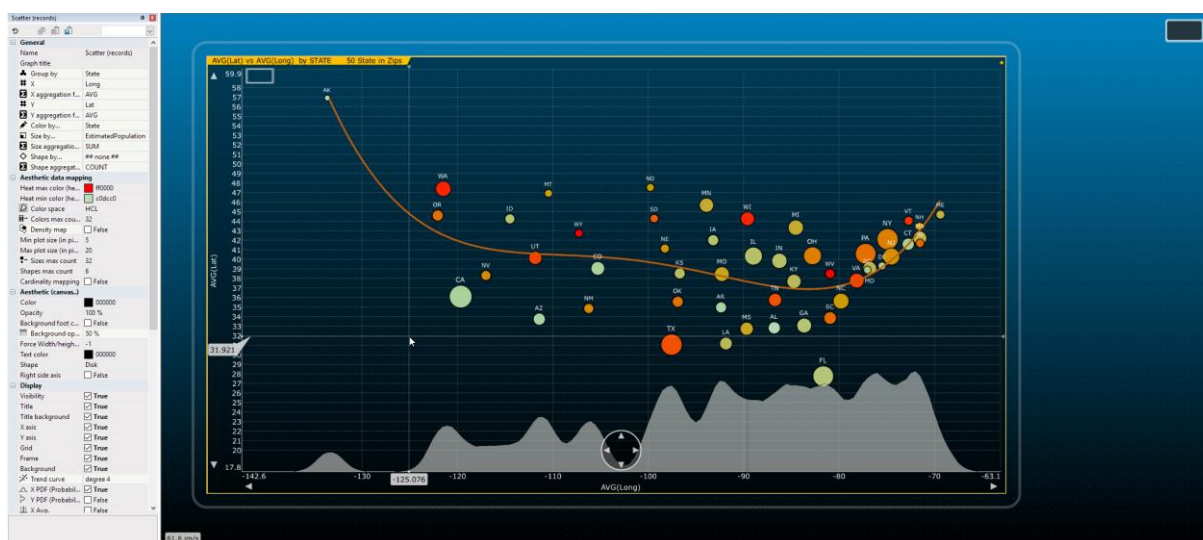 Scatter (records)
General
Name Scatter (records)
Graph title
Group by State
X Long
X aggregation f... AVG
Y Lat
Y aggregation f... AVG
Color by... State
Size by... EstimatedPopulation
Size aggregatio... SUM
Shape by... ## none ##
Shape aggregat... COUNT
Aesthetic data mapping
Heat max color (he... ff0000
Heat min color (he... c0dcc0
Color space HCL
Colors max cou... 32
Density map False
Min plot size (in pi... 5
Max plot size (in pi... 20
Sizes max count 32
Shapes max count 6
Cardinality mapping False
Aesthetic (canvas..)
Color 000000
Opacity 100 %
Background foot c... False
Background op... 50 %
Force Width/heigh... -1
Text color 000000
Shape Disk
Right side axis False
Display
Visibility True
Title True
Title background True
X axis True
Y axis True
Grid True
Frame True
Background True
Trend curve degree 4
X PDF (Probabil... True
Y PDF (Probabil... False
X Avg. False
AVG(Lat) vs AVG(Long) by STATE 50 State in Zips
59.9
58
57
56
55
54
53
52
51
50
49
48
47
46
45
44
43
42
41
40
39
38
37
36
35
34
33
32
31.921
28
27
26
25
24
23
22
21
20
17.8
AVG(Lat)
AK
WA
MT
ND
OR
ID
WY
SD
MN
WI
MI
VT
NH
UT
NE
IA
IL
IN
OH
PA
NY
NJ
CT
NV
CO
KS
MO
KY
WV
VA
MD
CA
AZ
NM
OK
AR
TN
NC
SC
TX
LA
MS
AL
GA
FL
-142.6 -130 -125.076 -120 -110 -100 -90 -80 -70 -63.1
AVG(Long)
61.6 im/s